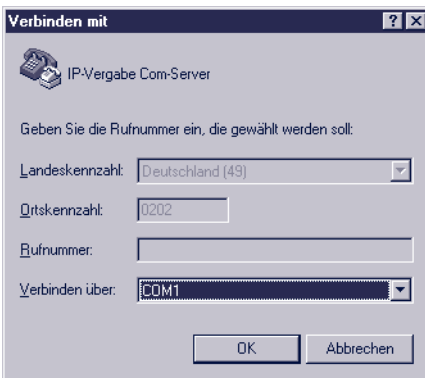 Verbinden mit
IP-Vergabe Com-Server
Geben Sie die Rufnummer ein, die gewählt werden soll:
Landeskennzahl: Deutschland (49)
Ortskennzahl: 0202
Rufnummer:
Verbinden über: COM1
OK Abbrechen